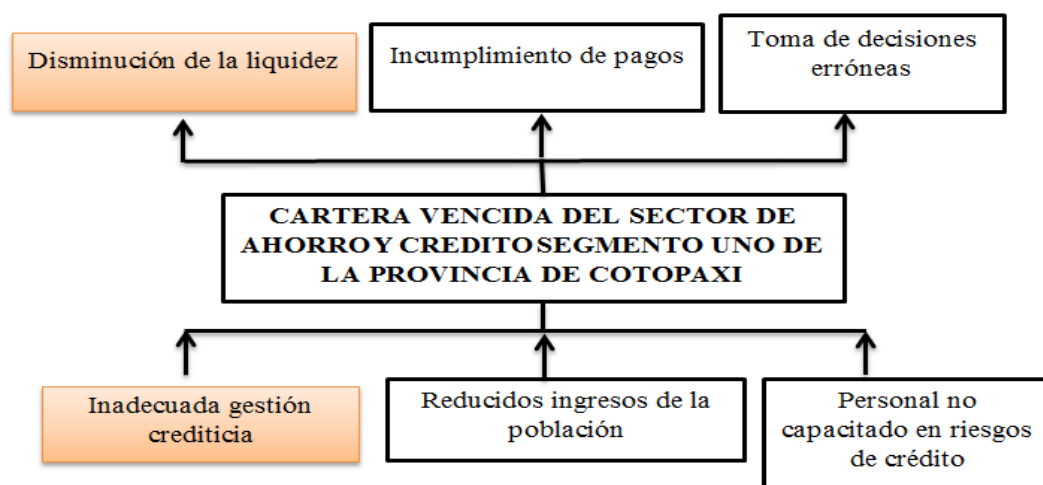 Disminución de la liquidez
Incumplimiento de pagos
Toma de decisiones
erróneas
CARTERA VENCIDA DEL SECTOR DE
AHORRO Y CREDITO SEGMENTO UNO DE
LA PROVINCIA DE COTOPAXI
Inadecuada gestión
crediticia
Reducidos ingresos de la
población
Personal no
capacitado en riesgos
de crédito